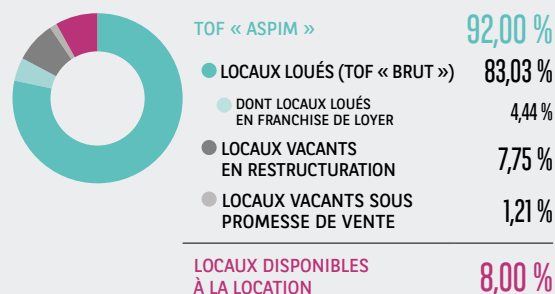 TOF « ASPIM » 92,00 %
LOCAUX LOUÉS (TOF « BRUT ») 83,03 %
DONT LOCAUX LOUÉS
EN FRANCHISE DE LOYER 4,44 %
LOCAUX VACANTS
EN RESTRUCTURATION 7,75 %
LOCAUX VACANTS SOUS
PROMESSE DE VENTE 1,21 %
LOCAUX DISPONIBLES
À LA LOCATION 8,00 %